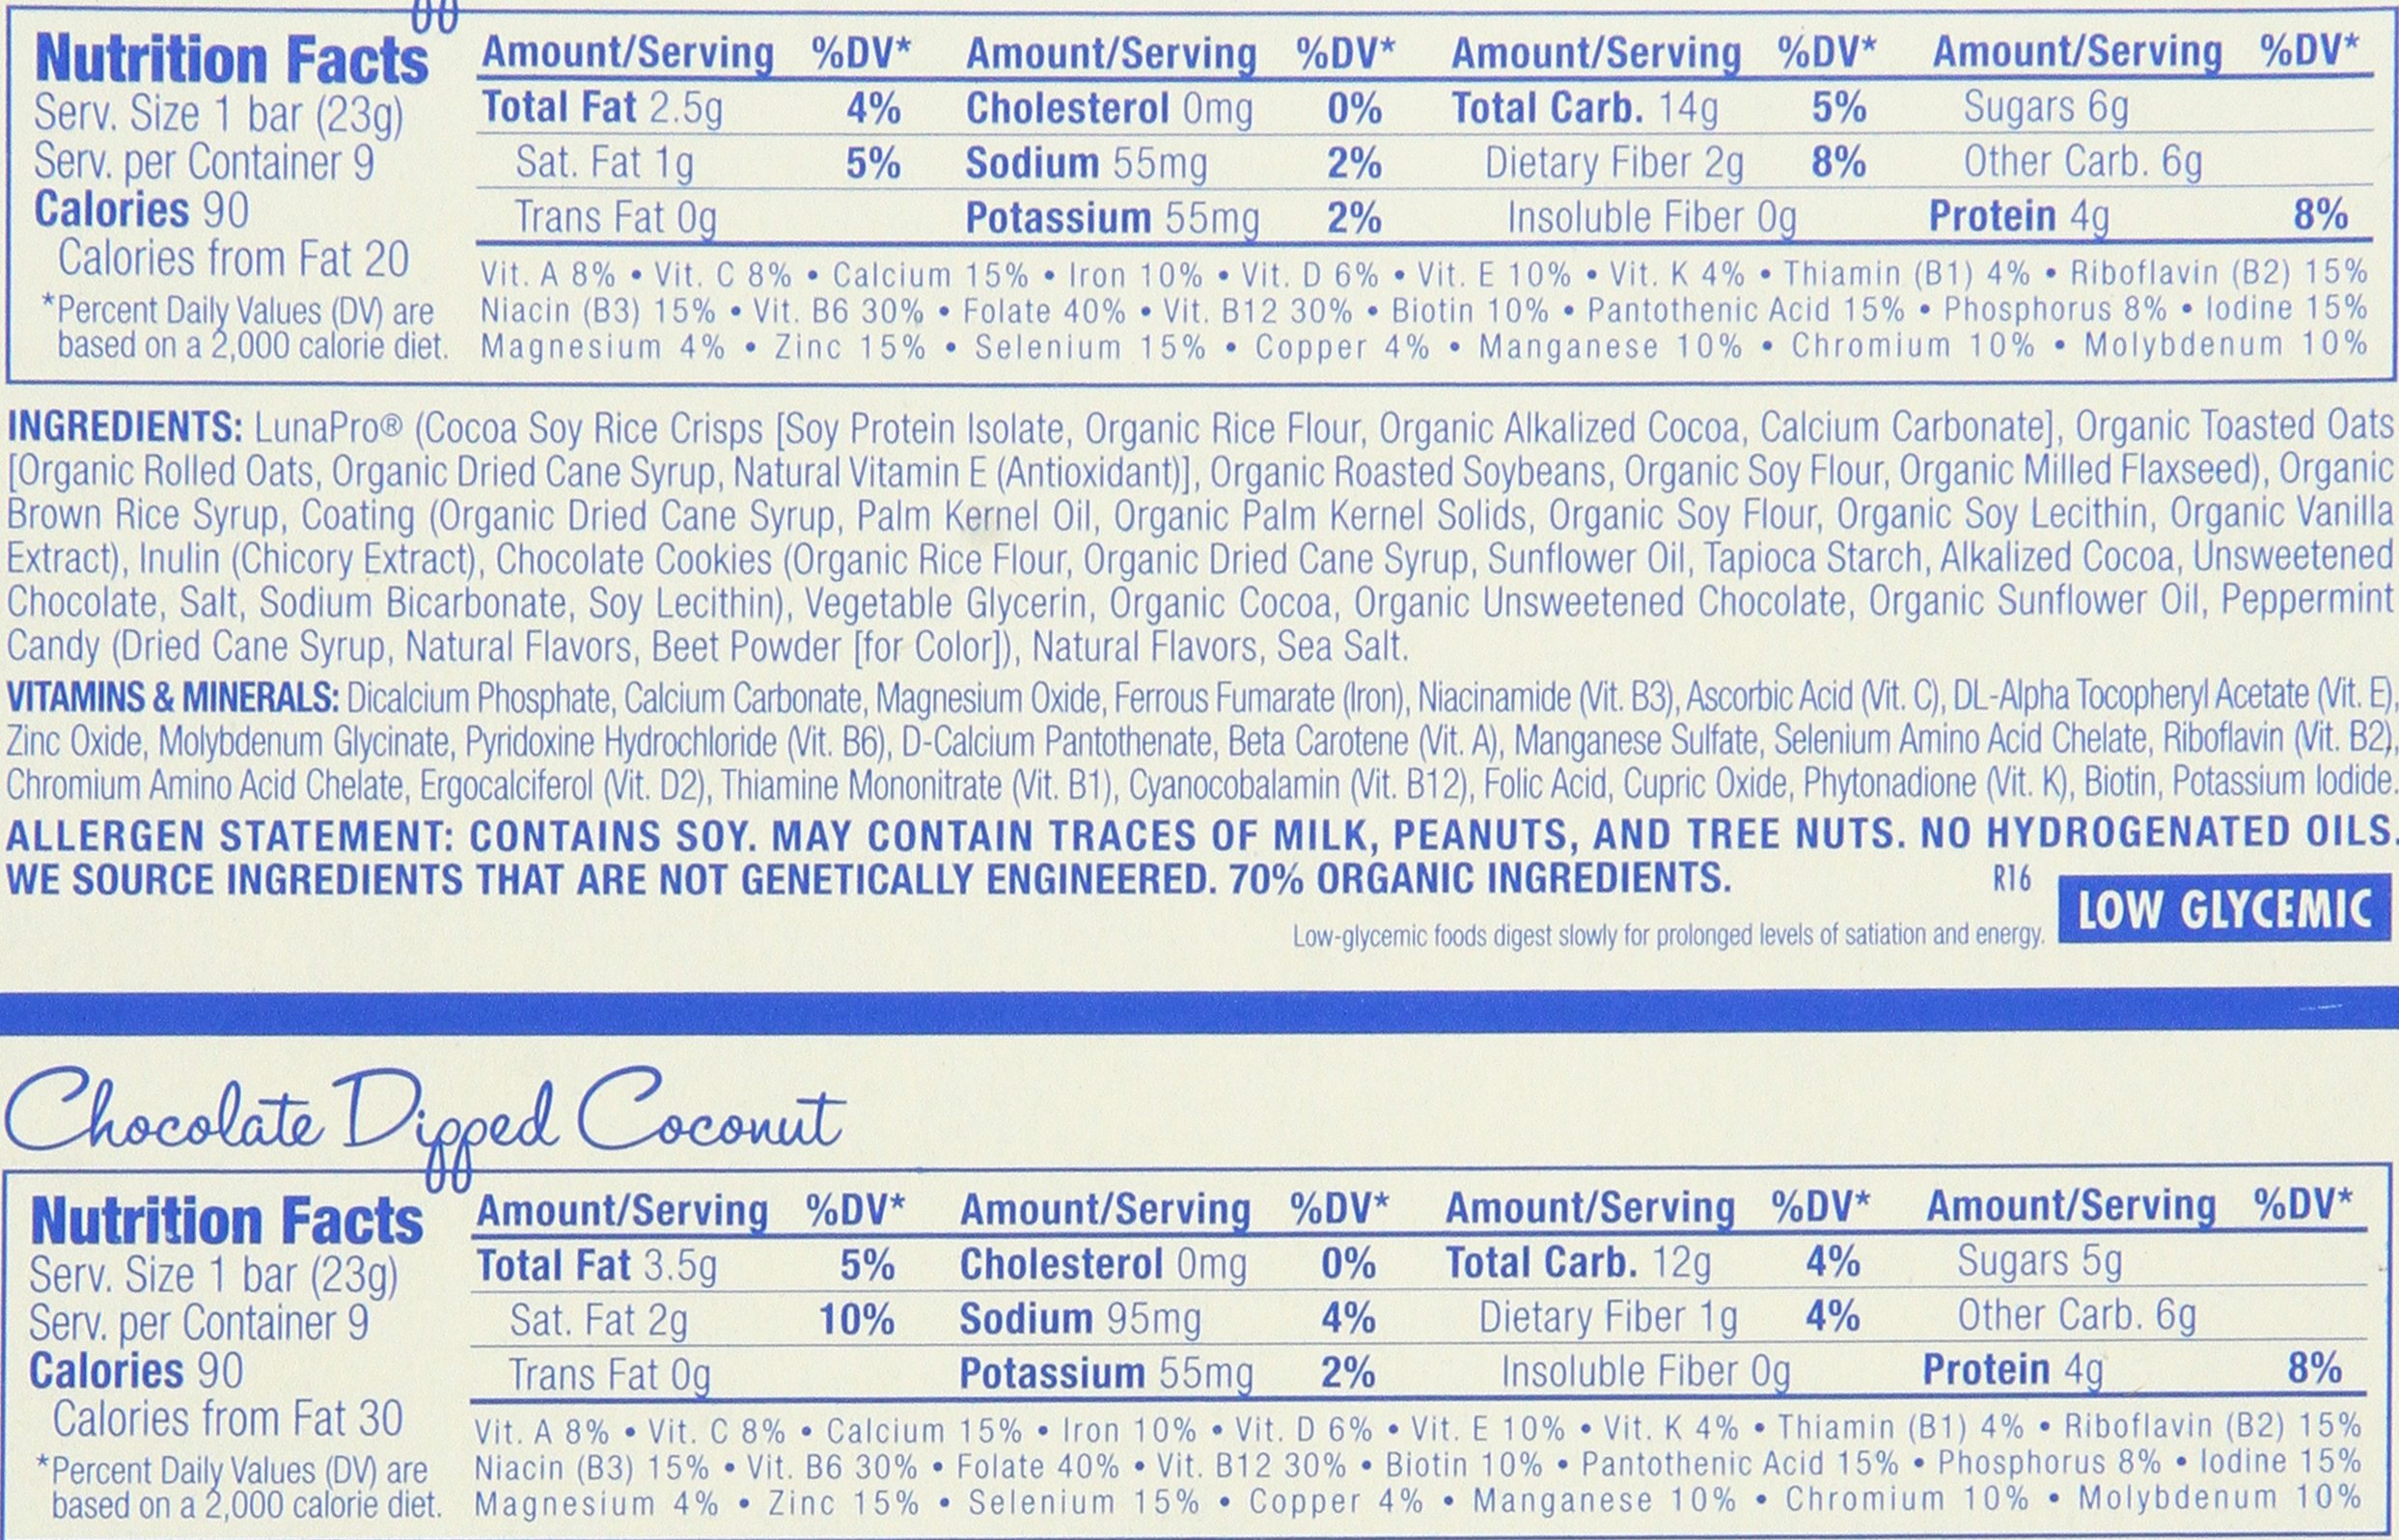 Nutrition Facts
Serv. Size 1 bar (23g)
Serv. per Container 9
Calories 90
Calories from Fat 20
*Percent Daily Values (DV) are
based on a 2,000 calorie diet.
Amount/Serving %DV* Amount/Serving %DV* Amount/Serving %DV* Amount/Serving %DV*
Total Fat 2.5g 4% Cholesterol 0mg 0% Total Carb. 14g 5% Sugars 6g
Sat. Fat 1g 5% Sodium 55mg 2% Dietary Fiber 2g 8% Other Carb. 6g
Trans Fat 0g Potassium 55mg 2% Insoluble Fiber 0g Protein 4g 8%
Vit. A 8% • Vit. C 8% • Calcium 15% • Iron 10% • Vit. D 6% • Vit. E 10% • Vit. K 4% • Thiamin (B1) 4% • Riboflavin (B2) 15%
Niacin (B3) 15% • Vit. B6 30% • Folate 40% • Vit. B12 30% • Biotin 10% • Pantothenic Acid 15% • Phosphorus 8% • Iodine 15%
Magnesium 4% • Zinc 15% • Selenium 15% • Copper 4% • Manganese 10% • Chromium 10% • Molybdenum 10%
INGREDIENTS: LunaPro® (Cocoa Soy Rice Crisps [Soy Protein Isolate, Organic Rice Flour, Organic Alkalized Cocoa, Calcium Carbonate], Organic Toasted Oats
[Organic Rolled Oats, Organic Dried Cane Syrup, Natural Vitamin E (Antioxidant)], Organic Roasted Soybeans, Organic Soy Flour, Organic Milled Flaxseed), Organic
Brown Rice Syrup, Coating (Organic Dried Cane Syrup, Palm Kernel Oil, Organic Palm Kernel Solids, Organic Soy Flour, Organic Soy Lecithin, Organic Vanilla
Extract), Inulin (Chicory Extract), Chocolate Cookies (Organic Rice Flour, Organic Dried Cane Syrup, Sunflower Oil, Tapioca Starch, Alkalized Cocoa, Unsweetened
Chocolate, Salt, Sodium Bicarbonate, Soy Lecithin), Vegetable Glycerin, Organic Cocoa, Organic Unsweetened Chocolate, Organic Sunflower Oil, Peppermint
Candy (Dried Cane Syrup, Natural Flavors, Beet Powder [for Color]), Natural Flavors, Sea Salt.
VITAMINS & MINERALS: Dicalcium Phosphate, Calcium Carbonate, Magnesium Oxide, Ferrous Fumarate (Iron), Niacinamide (Vit. B3), Ascorbic Acid (Vit. C), DL-Alpha Tocopheryl Acetate (Vit. E),
Zinc Oxide, Molybdenum Glycinate, Pyridoxine Hydrochloride (Vit. B6), D-Calcium Pantothenate, Beta Carotene (Vit. A), Manganese Sulfate, Selenium Amino Acid Chelate, Riboflavin (Vit. B2),
Chromium Amino Acid Chelate, Ergocalciferol (Vit. D2), Thiamine Mononitrate (Vit. B1), Cyanocobalamin (Vit. B12), Folic Acid, Cupric Oxide, Phytonadione (Vit. K), Biotin, Potassium Iodide.
ALLERGEN STATEMENT: CONTAINS SOY. MAY CONTAIN TRACES OF MILK, PEANUTS, AND TREE NUTS. NO HYDROGENATED OILS.
WE SOURCE INGREDIENTS THAT ARE NOT GENETICALLY ENGINEERED. 70% ORGANIC INGREDIENTS. R16
Low-glycemic foods digest slowly for prolonged levels of satiation and energy. LOW GLYCEMIC
Chocolate Dipped Coconut
Nutrition Facts
Serv. Size 1 bar (23g)
Serv. per Container 9
Calories 90
Calories from Fat 30
*Percent Daily Values (DV) are
based on a 2,000 calorie diet.
Amount/Serving %DV* Amount/Serving %DV* Amount/Serving %DV* Amount/Serving %DV*
Total Fat 3.5g 5% Cholesterol 0mg 0% Total Carb. 12g 4% Sugars 5g
Sat. Fat 2g 10% Sodium 95mg 4% Dietary Fiber 1g 4% Other Carb. 6g
Trans Fat 0g Potassium 55mg 2% Insoluble Fiber 0g Protein 4g 8%
Vit. A 8% • Vit. C 8% • Calcium 15% • Iron 10% • Vit. D 6% • Vit. E 10% • Vit. K 4% • Thiamin (B1) 4% • Riboflavin (B2) 15%
Niacin (B3) 15% • Vit. B6 30% • Folate 40% • Vit. B12 30% • Biotin 10% • Pantothenic Acid 15% • Phosphorus 8% • Iodine 15%
Magnesium 4% • Zinc 15% • Selenium 15% • Copper 4% • Manganese 10% • Chromium 10% • Molybdenum 10%